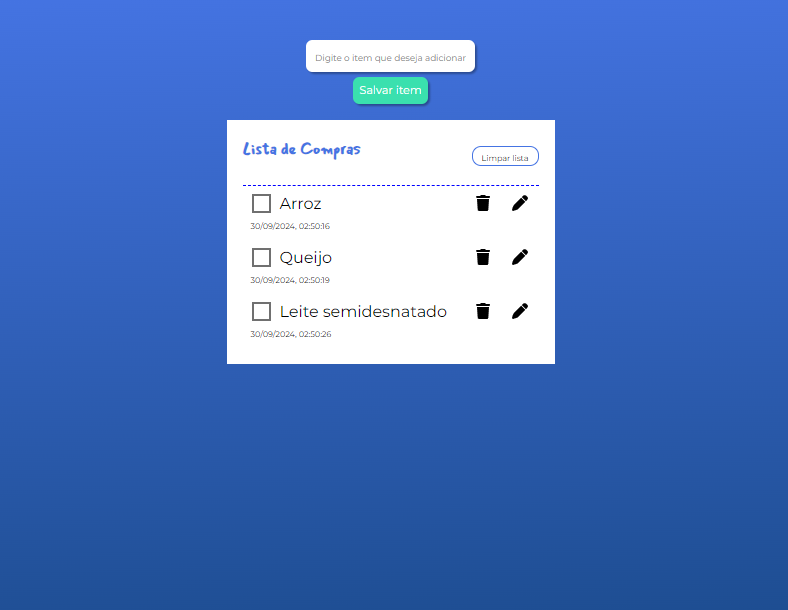 Digite o item que deseja adicionar
Salvar item
Lista de Compras
Limpar lista
Arroz
30/09/2024, 02:50:16
Queijo
30/09/2024, 02:50:19
Leite semidesnatado
30/09/2024, 02:50:26